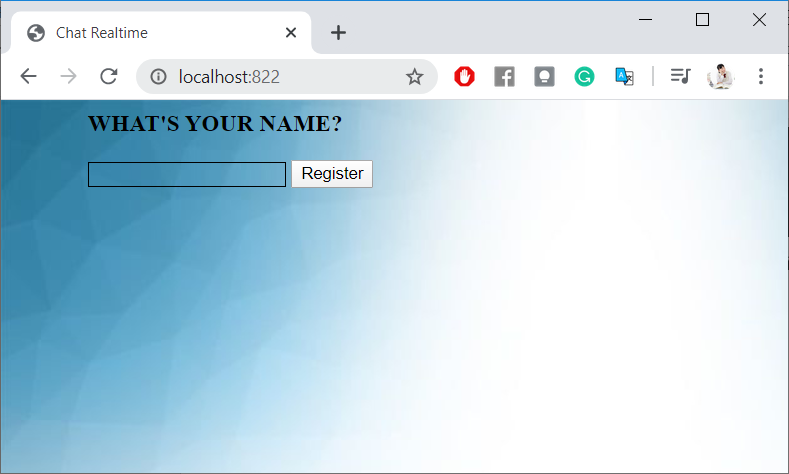 Chat Realtime
localhost:822
WHAT'S YOUR NAME?
Register